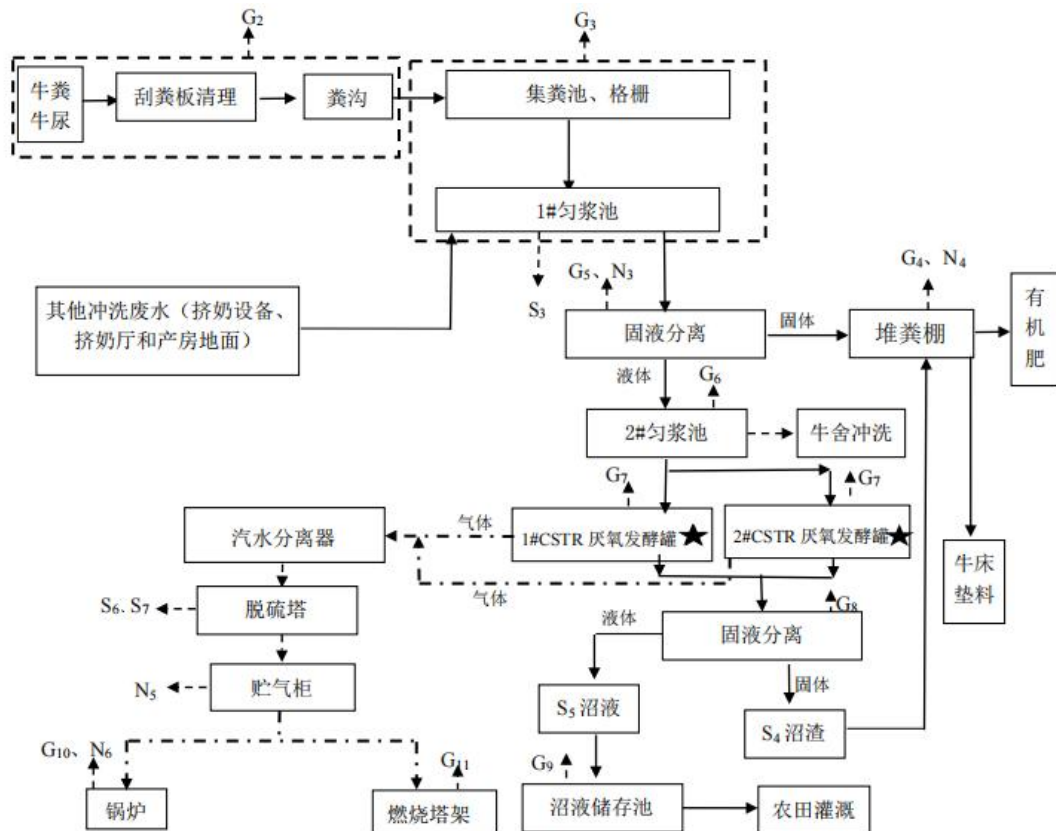 G₂
G₃
牛粪
牛尿
刮粪板清理
粪沟
集粪池、格栅
1#匀浆池
其他冲洗废水（挤奶设备、
挤奶厅和产房地面）
S₃
G₅、N₃
固液分离
固体
G₄、N₄
堆粪棚
有
机
肥
液体
G₆
2#匀浆池
牛舍冲洗
G₇
G₇
汽水分离器
气体
1#CSTR 厌氧发酵罐★
2#CSTR 厌氧发酵罐★
牛床
垫料
气体
S₆、S₇
脱硫塔
液体
G₈
固液分离
N₅
贮气柜
S₅ 沼液
固体
S₄ 沼渣
G₁₀、N₆
G₁₁
G₉
锅炉
燃烧塔架
沼液储存池
农田灌溉